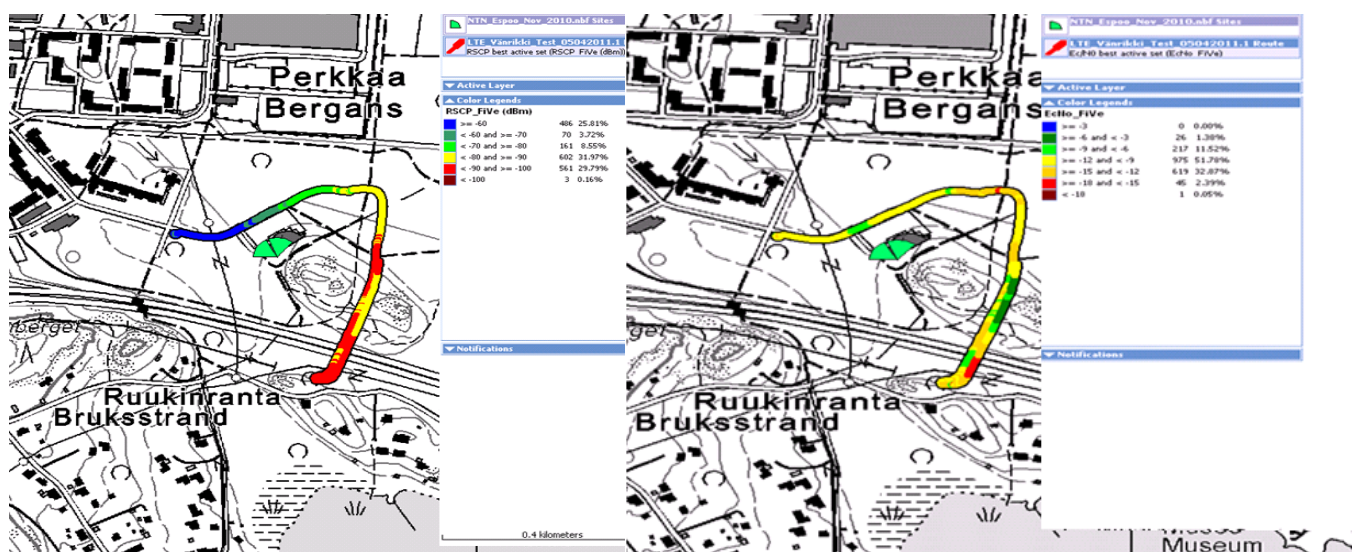 NTN_Espoo_Nov_2010.nbf Sites
LTE_Vänrikki_Test_05042011.1
RSCP best active set (RSCP_FiVe (dBm))
Active Layer
Color Legends
RSCP_FiVe (dBm)
>= -60 486 25.81%
< -60 and >= -70 70 3.72%
< -70 and >= -80 161 8.55%
< -80 and >= -90 602 31.97%
< -90 and >= -100 561 29.79%
< -100 3 0.16%
Notifications
0.4 kilometers
Perkkaa
Bergans
berget
Ruukinranta
Bruksstrand
NTN_Espoo_Nov_2010.nbf Sites
LTE_Vänrikki_Test_05042011.1 Route
Ec/N0 best active set (EcNo_FiVe)
Active Layer
Color Legends
EcNo_FiVe
>= -3 0 0.00%
>= -6 and < -3 26 1.38%
>= -9 and < -6 217 11.52%
>= -12 and < -9 975 51.78%
>= -15 and < -12 619 32.87%
>= -18 and < -15 45 2.39%
< -18 1 0.05%
Notifications
Perkkaa
Bergans
berget
Ruukinranta
Bruksstrand
Museum